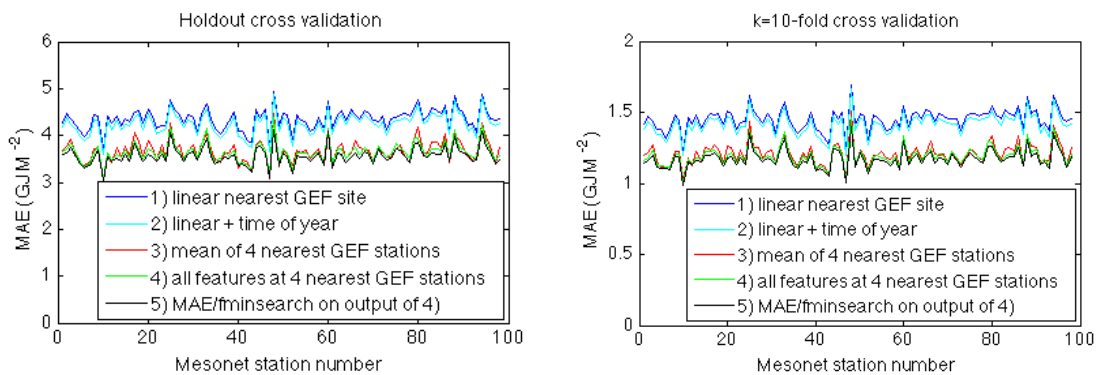 Holdout cross validation
6
5
4
3
2
1
0
MAE (GJM⁻²)
1) linear nearest GEF site
2) linear + time of year
3) mean of 4 nearest GEF stations
4) all features at 4 nearest GEF stations
5) MAE/fminsearch on output of 4)
0 20 40 60 80 100
Mesonet station number
k=10-fold cross validation
2
1.5
1
0.5
0
MAE (GJM⁻²)
1) linear nearest GEF site
2) linear + time of year
3) mean of 4 nearest GEF stations
4) all features at 4 nearest GEF stations
5) MAE/fminsearch on output of 4)
0 20 40 60 80 100
Mesonet station number